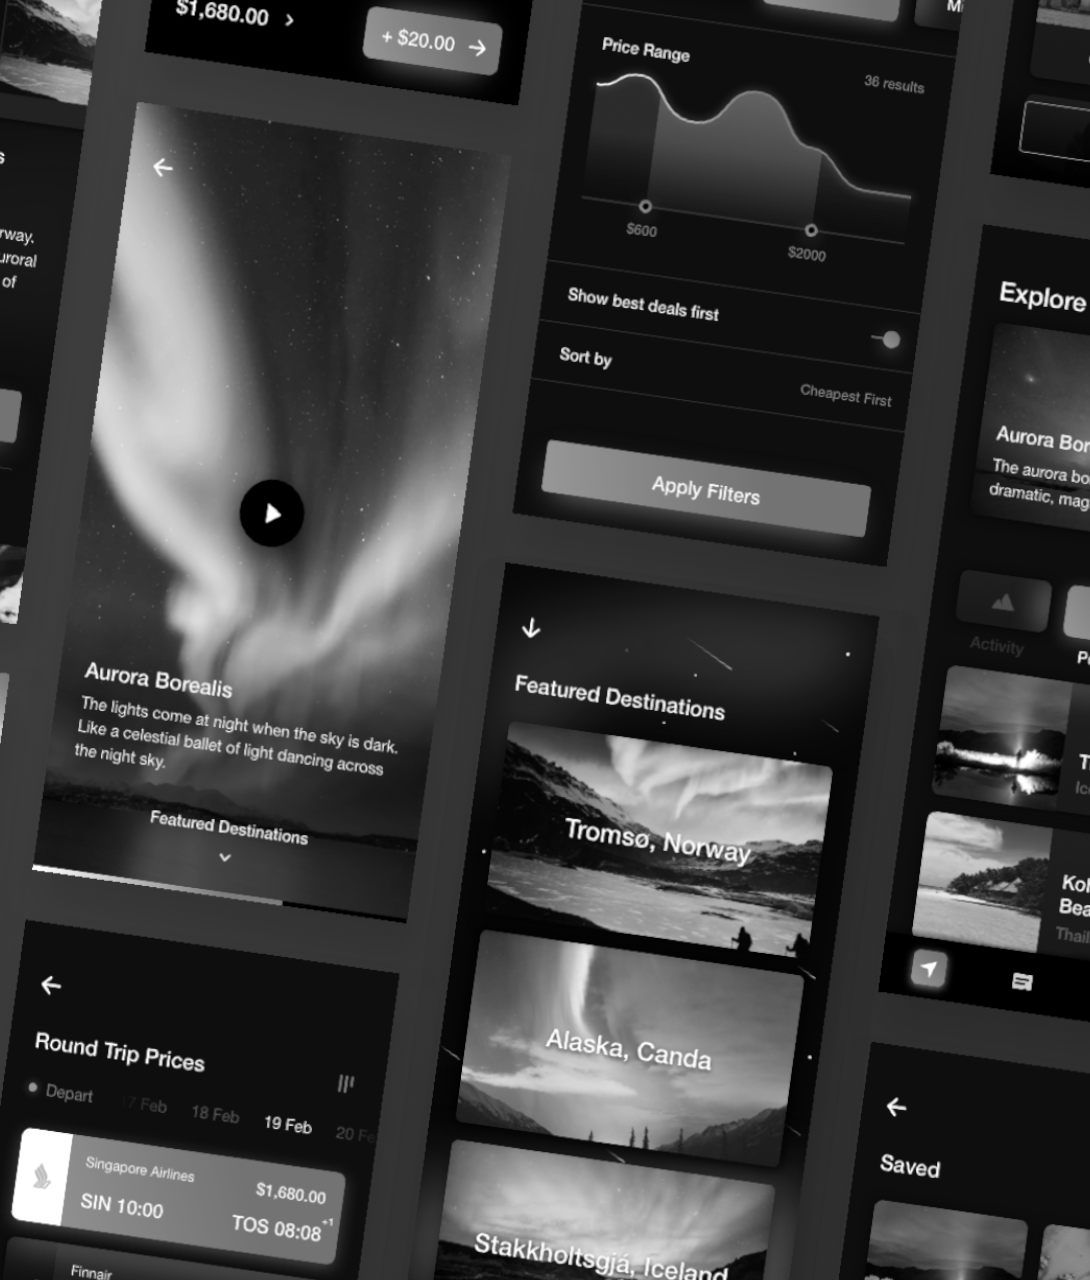 $1,680.00
+ $20.00
rway.
uroral
of
Aurora Borealis
The lights come at night when the sky is dark.
Like a celestial ballet of light dancing across
the night sky.
Featured Destinations
Round Trip Prices
Depart
Feb
18 Feb
19 Feb
20 Fe
Singapore Airlines
$1,680.00
SIN 10:00
TOS 08:08+1
Finnair
Price Range
36 results
$600
$2000
Show best deals first
Sort by
Cheapest First
Apply Filters
Featured Destinations
Tromsø, Norway
Alaska, Canda
Stakkholtsgjá, Iceland
Explore
Aurora Bor
The aurora bo
dramatic, mag
Activity
Koh
Bea
Thail
Saved